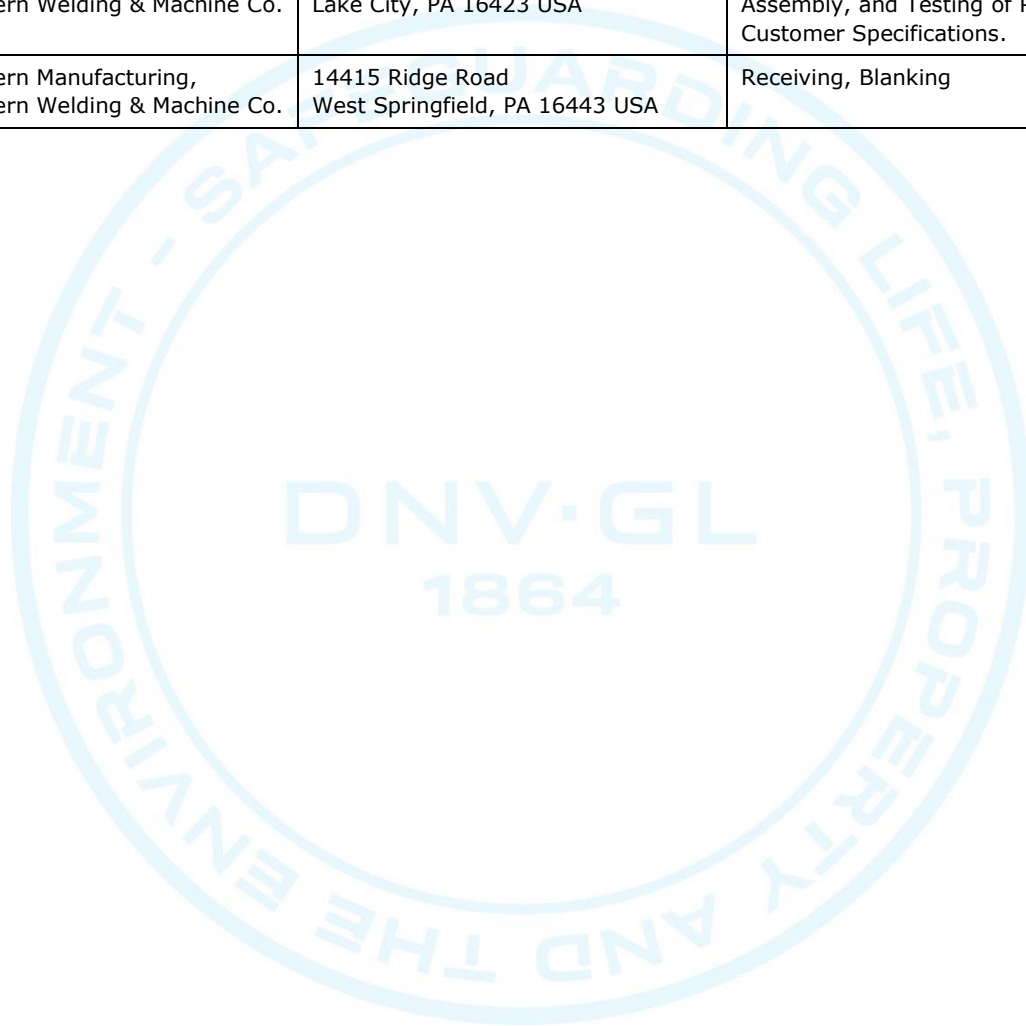 ern Welding & Machine Co.
Lake City, PA 16423 USA
Assembly, and Testing of
Customer Specifications.
ern Manufacturing,
ern Welding & Machine Co.
14415 Ridge Road
West Springfield, PA 16443 USA
Receiving, Blanking
SAFEGUARDING LIFE, PROPERTY AND THE ENVIRONMENT -
DNV·GL
1864